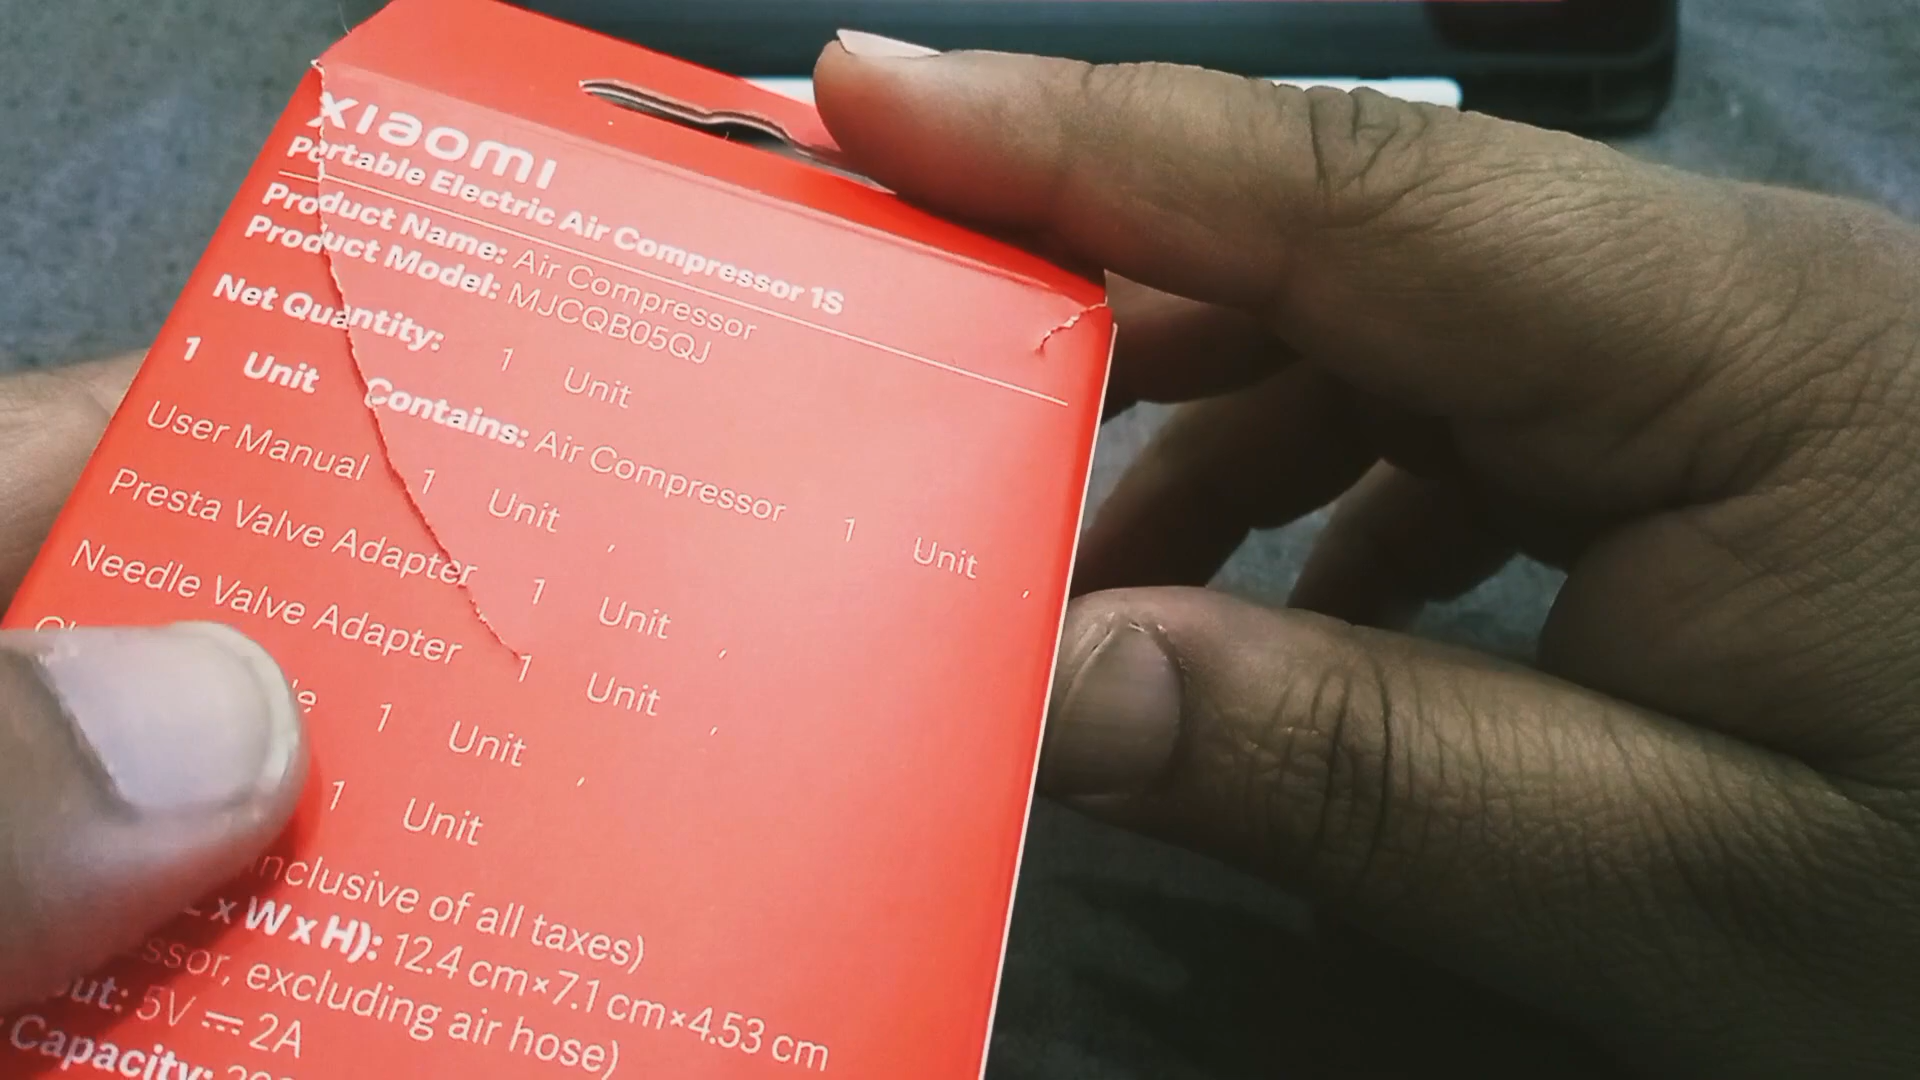 xiaomi
Portable Electric Air Compressor 1S
Product Name: Air Compressor
Product Model: MJCQB05QJ
Net Quantity: 1 Unit
1 Unit Contains: Air Compressor 1 Unit ,
User Manual 1 Unit ,
Presta Valve Adapter 1 Unit ,
Needle Valve Adapter 1 Unit ,
1 Unit ,
1 Unit
inclusive of all taxes)
x W x H): 12.4 cm×7.1 cm×4.53 cm
excluding air hose)
5V ⎓ 2A
Capacity: